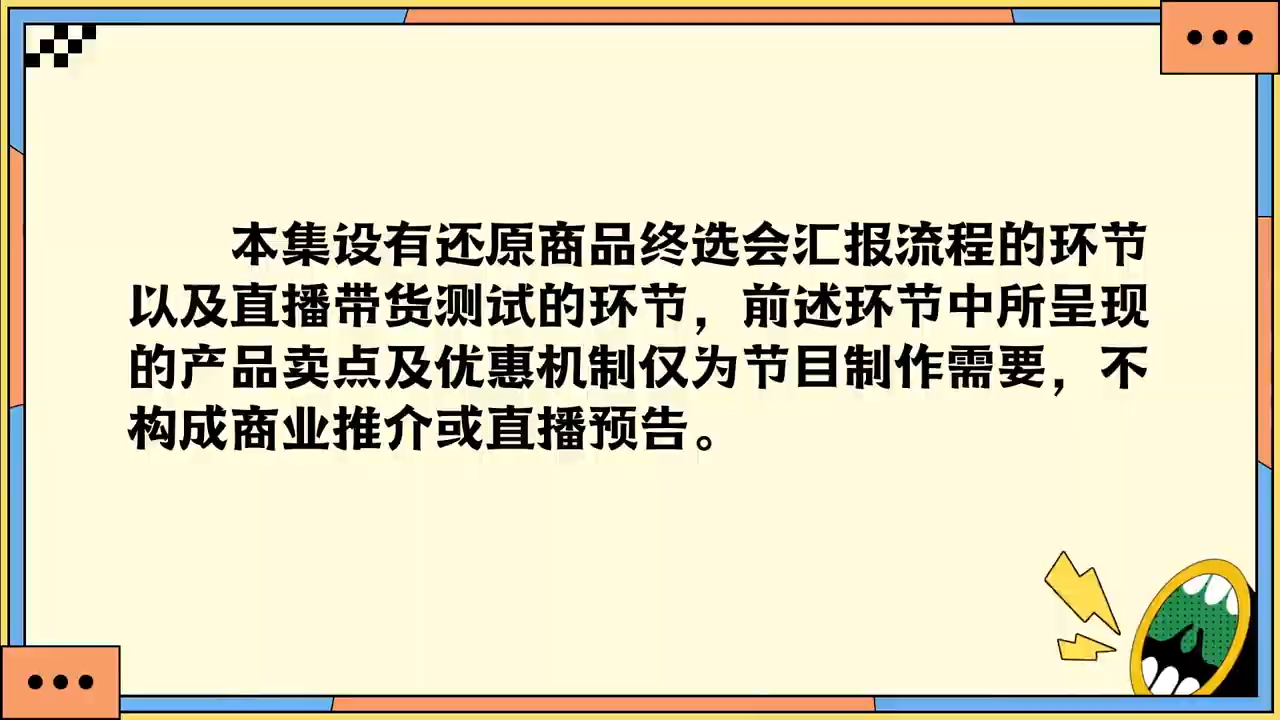 本集设有还原商品终选会汇报流程的环节
以及直播带货测试的环节，前述环节中所呈现
的产品卖点及优惠机制仅为节目制作需要，不
构成商业推介或直播预告。